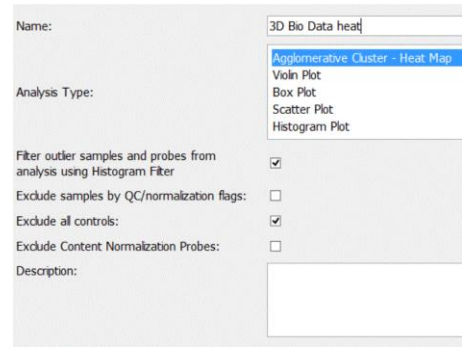 Name: 3D Bio Data heat
Analysis Type:
Agglomerative Cluster - Heat Map
Violin Plot
Box Plot
Scatter Plot
Histogram Plot
Filter outlier samples and probes from
analysis using Histogram Filter
Exclude samples by QC/normalization flags:
Exclude all controls:
Exclude Content Normalization Probes:
Description: